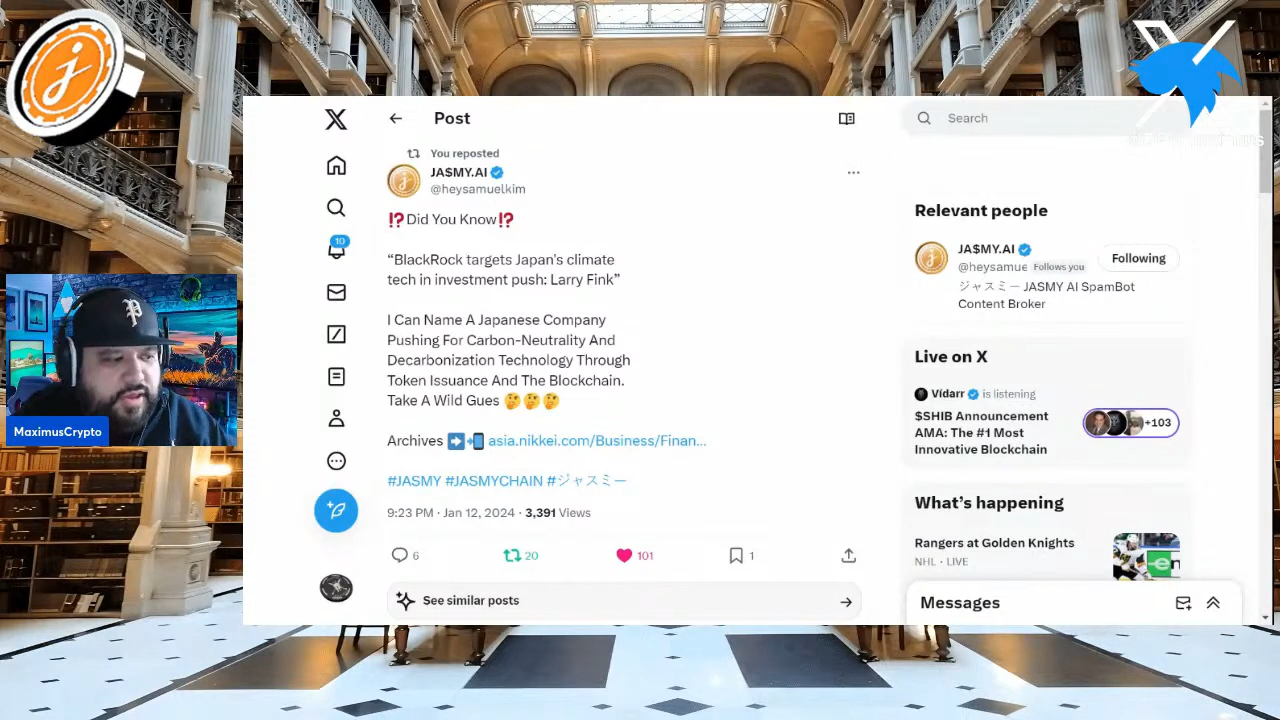 Post
Search
You reposted
JA$MY.AI
@heysamuelkim
⁉️Did You Know⁉️
“BlackRock targets Japan's climate
tech in investment push: Larry Fink”
I Can Name A Japanese Company
Pushing For Carbon-Neutrality And
Decarbonization Technology Through
Token Issuance And The Blockchain.
Take A Wild Gues 🤔🤔🤔
Archives ➡️📲 asia.nikkei.com/Business/Finan...
#JASMY #JASMYCHAIN #ジャスミー
9:23 PM · Jan 12, 2024 · 3,391 Views
6 20 101 1
See similar posts
10
Relevant people
JA$MY.AI
@heysamue Follows you
Following
ジャスミー JASMY AI SpamBot
Content Broker
Live on X
Vidarr is listening
$SHIB Announcement
AMA: The #1 Most
Innovative Blockchain
+103
What’s happening
Rangers at Golden Knights
NHL · LIVE
Messages
MaximusCrypto